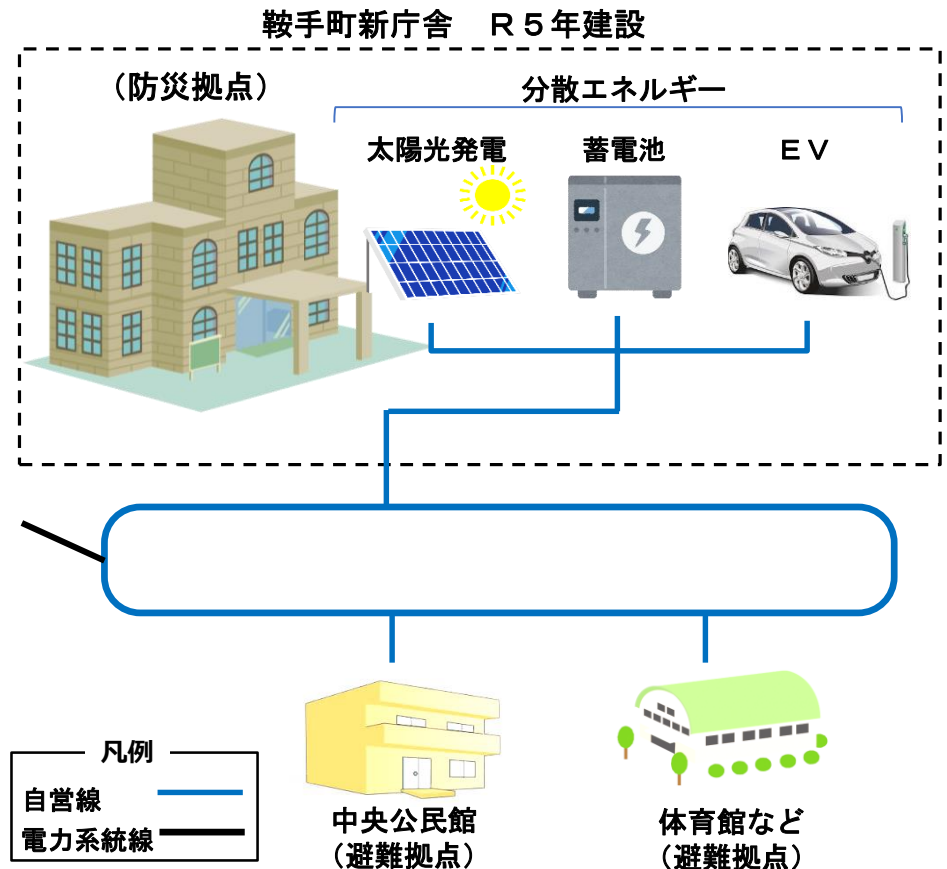 鞍手町新庁舎　Ｒ５年建設
（防災拠点）
分散エネルギー
太陽光発電
蓄電池
ＥＶ
中央公民館
（避難拠点）
体育館など
（避難拠点）
凡例
自営線
電力系統線